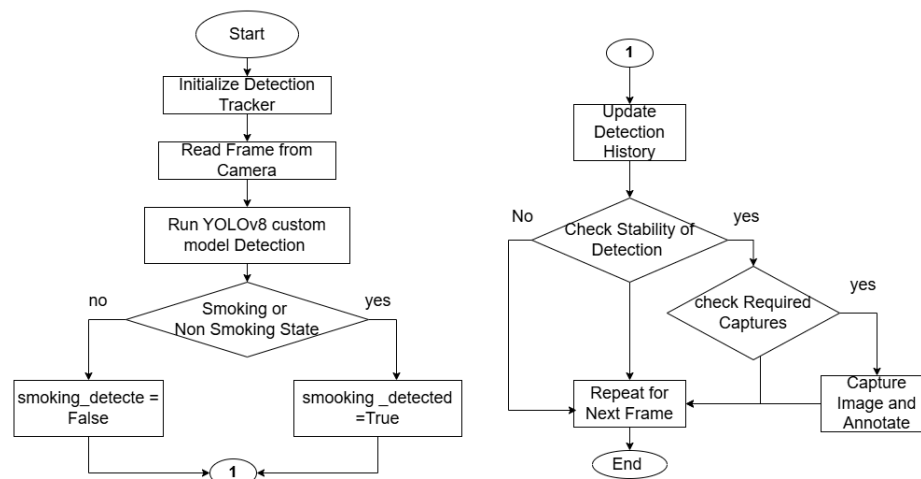 Start
Initialize Detection
Tracker
Read Frame from
Camera
Run YOLOv8 custom
model Detection
no
Smoking or
Non Smoking State
yes
smoking_detecte =
False
smooking _detected
=True
1
1
Update
Detection
History
No
Check Stability of
Detection
yes
check Required
Captures
yes
Repeat for
Next Frame
Capture
Image and
Annotate
End